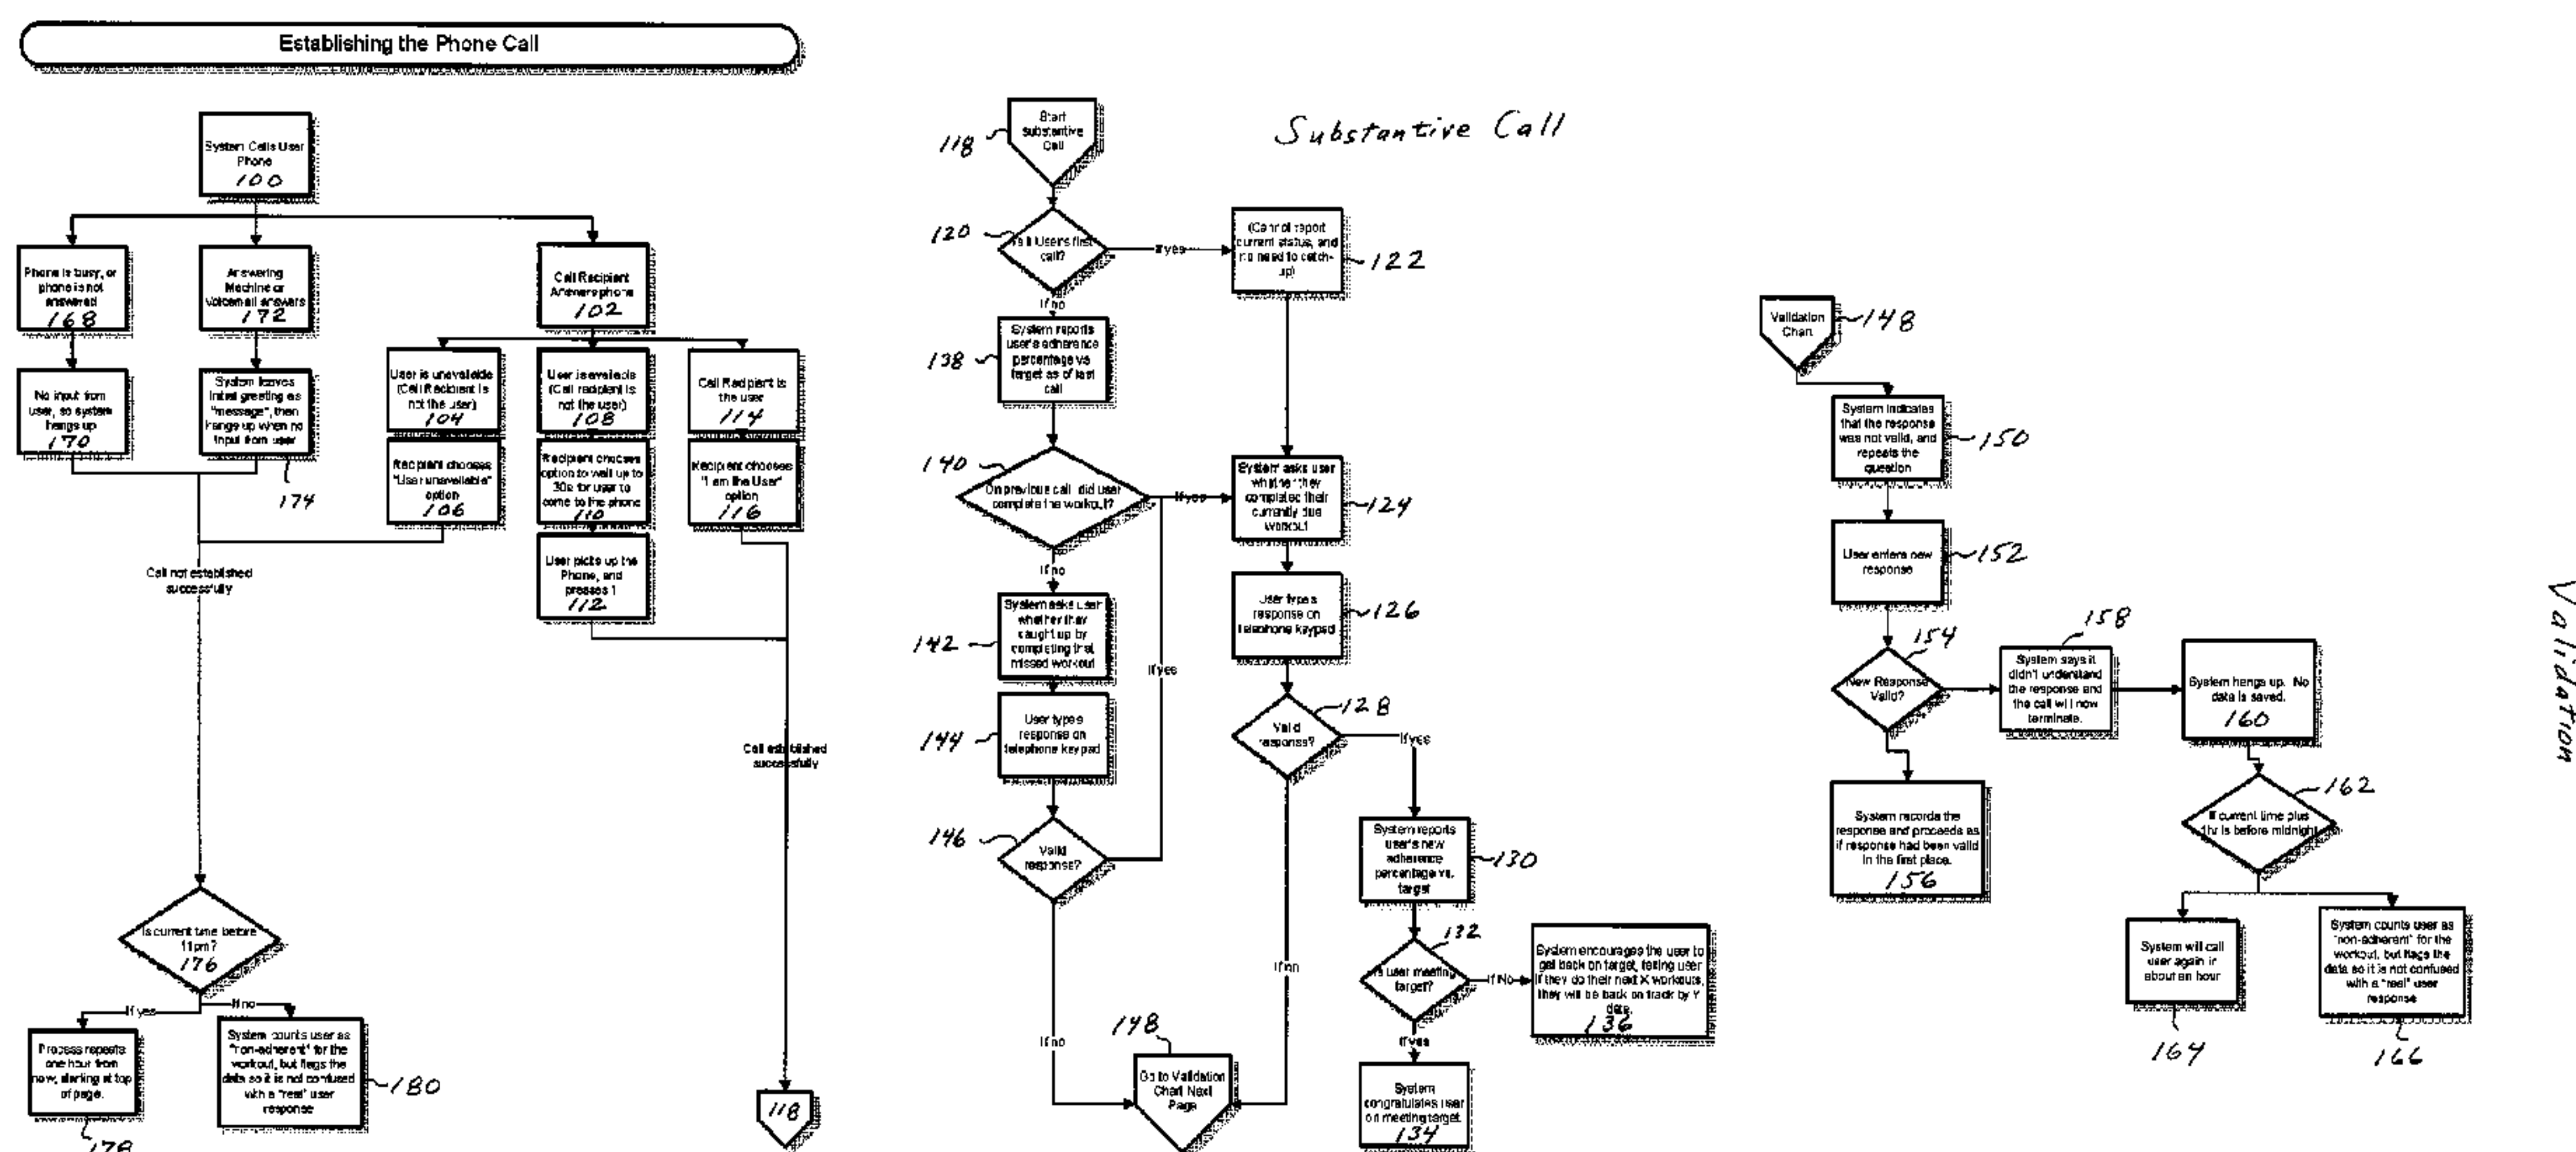 Establishing the Phone Call
System Calls User
Phone
100
Phone is busy, or
phone is not
answered
168
Answering
Machine or
Voicemail answers
172
Call Recipient
Answers phone
102
No input from
user, so system
hangs up
170
System leaves
initial greeting as
"message", then
hangs up when no
input from user
174
User is unavailable
(Call Recipient is
not the user)
104
User is available
(Call recipient is
not the user)
108
Call Recipient is
the user
114
Recipient chooses
"User unavailable"
option
106
Recipient chooses
option to wait up to
30s for user to
come to the phone
110
Recipient chooses
"I am the User"
option
116
User picks up the
Phone, and
presses 1
112
Call not established
successfully
Call established
successfully
Is current time before
11pm?
176
If yes
If no
Process repeats
one hour from
now, starting at top
of page.
178
System counts user as
"non-adherent" for the
workout, but flags the
data so it is not confused
with a "real" user
response
180
118
Substantive Call
Start
substantive
Call
118
120
Is it User's first
call?
If yes
(Cannot report
current status, and
no need to catch-
up)
122
If no
System reports
user's adherence
percentage vs
target as of last
call
138
140
On previous call did user
complete the workout?
If yes
System asks user
whether they
completed their
currently due
workout
124
If no
System asks user
whether they
caught up by
completing that
missed workout
142
User types
response on
telephone keypad
126
If yes
User types
response on
telephone keypad
144
128
Valid
response?
If yes
146
Valid
response?
System reports
user's new
adherence
percentage vs.
target
130
132
Is user meeting
target?
If No
System encourages the user to
get back on target, telling user
if they do their next X workouts,
they will be back on track by Y
date.
136
If no
If no
If yes
148
Go to Validation
Chart Next
Page
System
congratulates user
on meeting target
134
Validation
Validation
Chart
148
System indicates
that the response
was not valid, and
repeats the
question
150
User enters new
response
152
154
New Response
Valid?
158
System says it
didn't understand
the response and
the call will now
terminate.
System hangs up. No
data is saved.
160
System records the
response and proceeds as
if response had been valid
in the first place.
156
162
If current time plus
1hr is before midnight
System will call
user again in
about an hour
164
System counts user as
"non-adherent" for the
workout, but flags the
data so it is not confused
with a "real" user
response
166